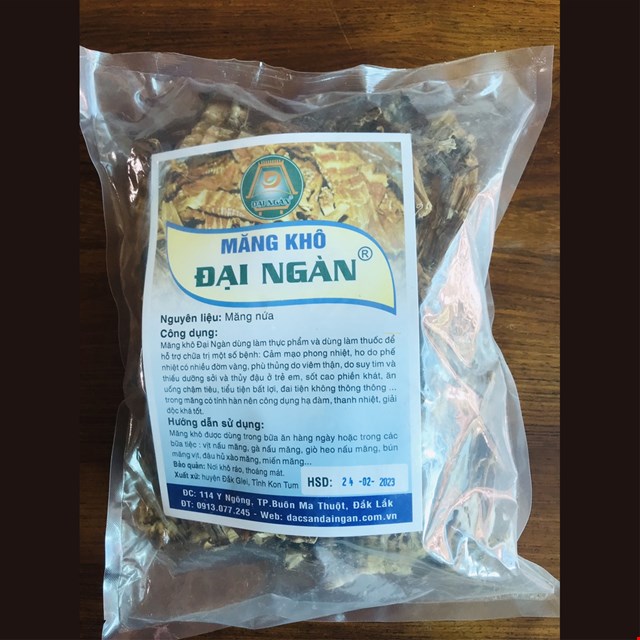 ĐẠI NGÀN
MĂNG KHÔ
ĐẠI NGÀN ®
Nguyên liệu: Măng nứa
Công dụng:
Măng khô Đại Ngàn dùng làm thực phẩm và dùng làm thuốc để
hỗ trợ chữa trị một số bệnh: Cảm mạo phong nhiệt, ho do phế
nhiệt có nhiều đờm vàng, phù thủng do viêm thận, do suy tim và
thiếu dưỡng sởi và thủy đậu ở trẻ em, sốt cao phiền khát, ăn
uống chậm tiêu, tiểu tiện bất lợi, đai tiện không thông thông ...
trong măng có tính hàn nên công dụng hạ đàm, thanh nhiệt, giải
độc khá tốt.
Hướng dẫn sử dụng:
Măng khô được dùng trong bữa ăn hàng ngày hoặc trong các
bữa tiệc : vịt nấu măng, gà nấu măng, giò heo nấu măng, bún
măng vịt, đậu hũ xào măng, miến măng...
Bảo quản: Nơi khô ráo, thoáng mát.
Xuất xứ: huyện Đắk Glei, Tỉnh Kon Tum
HSD: 24 -02- 2023
ĐC: 114 Y Ngông, TP.Buôn Ma Thuột, Đắk Lắk
ĐT: 0913.077.245 - Web: dacsandaingan.com.vn